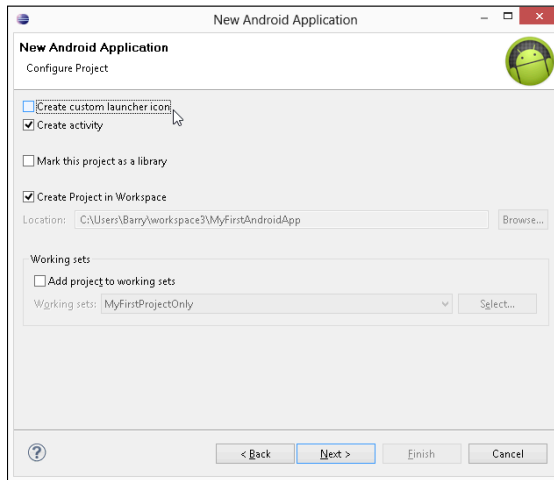 New Android Application
New Android Application
Configure Project
Create custom launcher icon
Create activity
Mark this project as a library
Create Project in Workspace
Location: C:\Users\Barry\workspace3\MyFirstAndroidApp Browse...
Working sets
Add project to working sets
Working sets: MyFirstProjectOnly Select...
? < Back Next > Finish Cancel